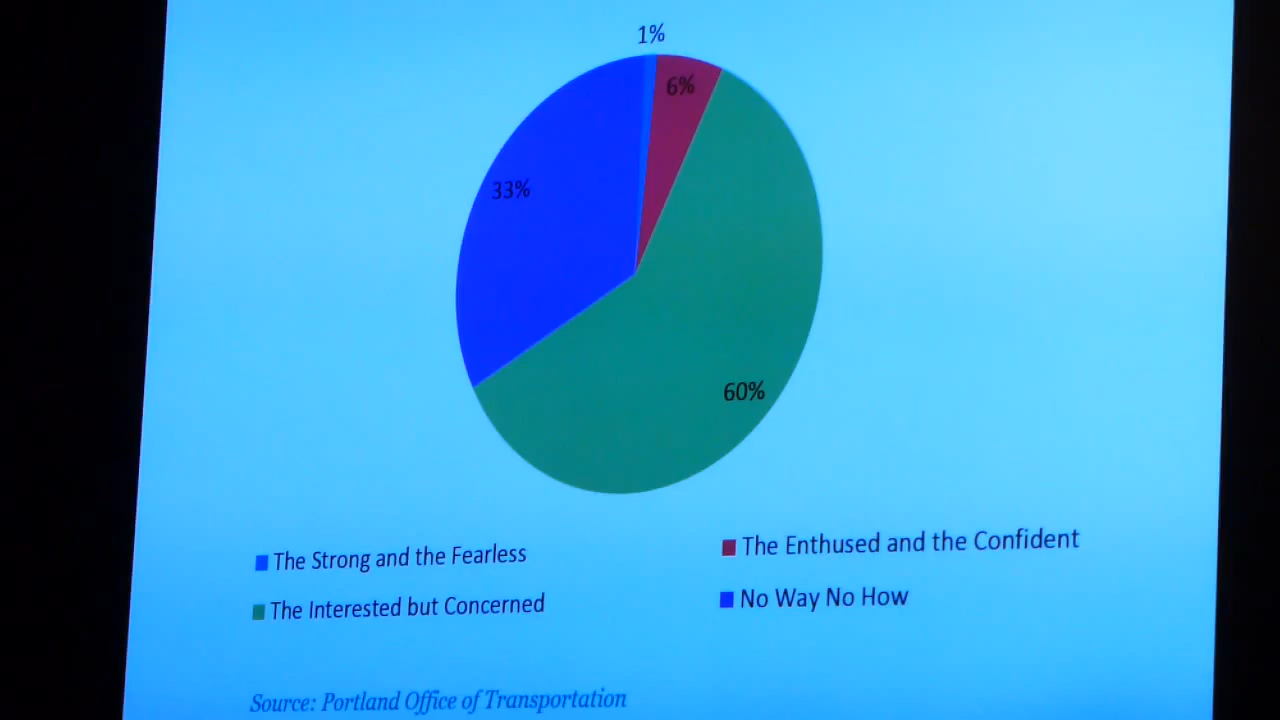 1%
6%
33%
60%
The Strong and the Fearless
The Enthused and the Confident
The Interested but Concerned
No Way No How
Source: Portland Office of Transportation